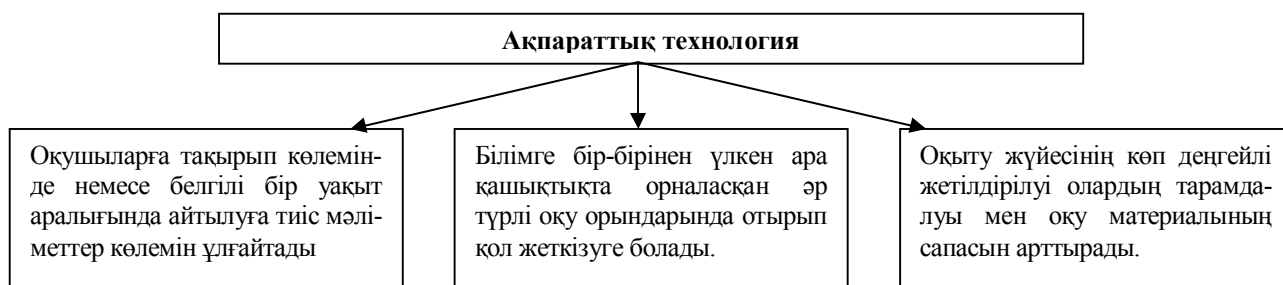 Ақпараттық технология
Оқушыларға тақырып көлемін-
де немесе белгілі бір уақыт
аралығында айтылуға тиіс мәлі-
меттер көлемін ұлғайтады
Білімге бір-бірінен үлкен ара
қашықтықта орналасқан әр
түрлі оқу орындарында отырып
қол жеткізуге болады.
Оқыту жүйесінің көп деңгейлі
жетілдірілуі олардың тарамда-
луы мен оқу материалының
сапасын арттырады.